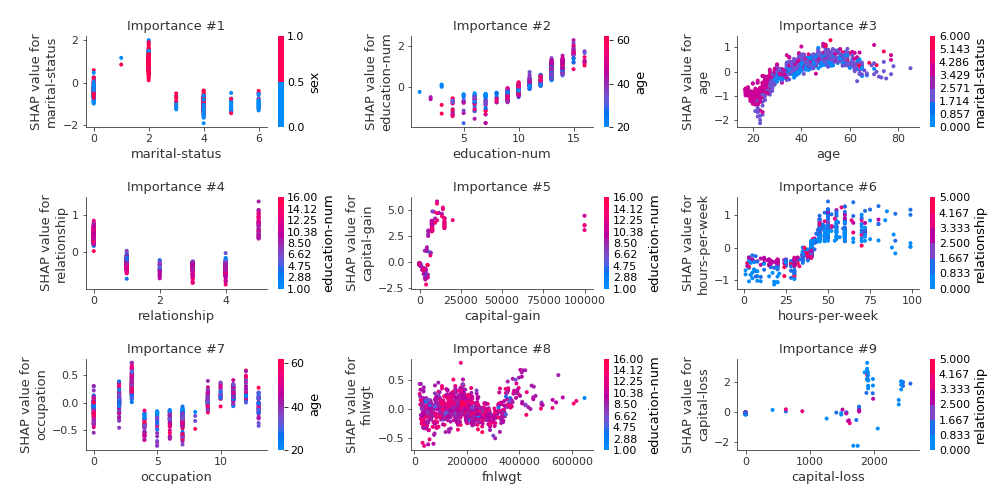 Importance #1
SHAP value for
marital-status
2
0
−2
0
2
4
6
marital-status
1.0
0.5
0.0
sex
Importance #2
SHAP value for
education-num
2
0
5
10
15
education-num
60
40
20
age
Importance #3
SHAP value for
age
1
0
−1
−2
20
40
60
80
age
6.000
5.143
4.286
3.429
2.571
1.714
0.857
0.000
marital-status
Importance #4
SHAP value for
relationship
1
0
0
2
4
relationship
16.00
14.12
12.25
10.38
8.50
6.62
4.75
2.88
1.00
education-num
Importance #5
SHAP value for
capital-gain
5.0
2.5
0.0
−2.5
0
25000
50000
75000
100000
capital-gain
16.00
14.12
12.25
10.38
8.50
6.62
4.75
2.88
1.00
education-num
Importance #6
SHAP value for
hours-per-week
1
0
−1
0
25
50
75
100
hours-per-week
5.000
4.167
3.333
2.500
1.667
0.833
0.000
relationship
Importance #7
SHAP value for
occupation
0.5
0.0
−0.5
0
5
10
occupation
60
40
20
age
Importance #8
SHAP value for
fnlwgt
0.5
0.0
−0.5
0
200000
400000
600000
fnlwgt
16.00
14.12
12.25
10.38
8.50
6.62
4.75
2.88
1.00
education-num
Importance #9
SHAP value for
capital-loss
2
0
−2
0
1000
2000
capital-loss
5.000
4.167
3.333
2.500
1.667
0.833
0.000
relationship